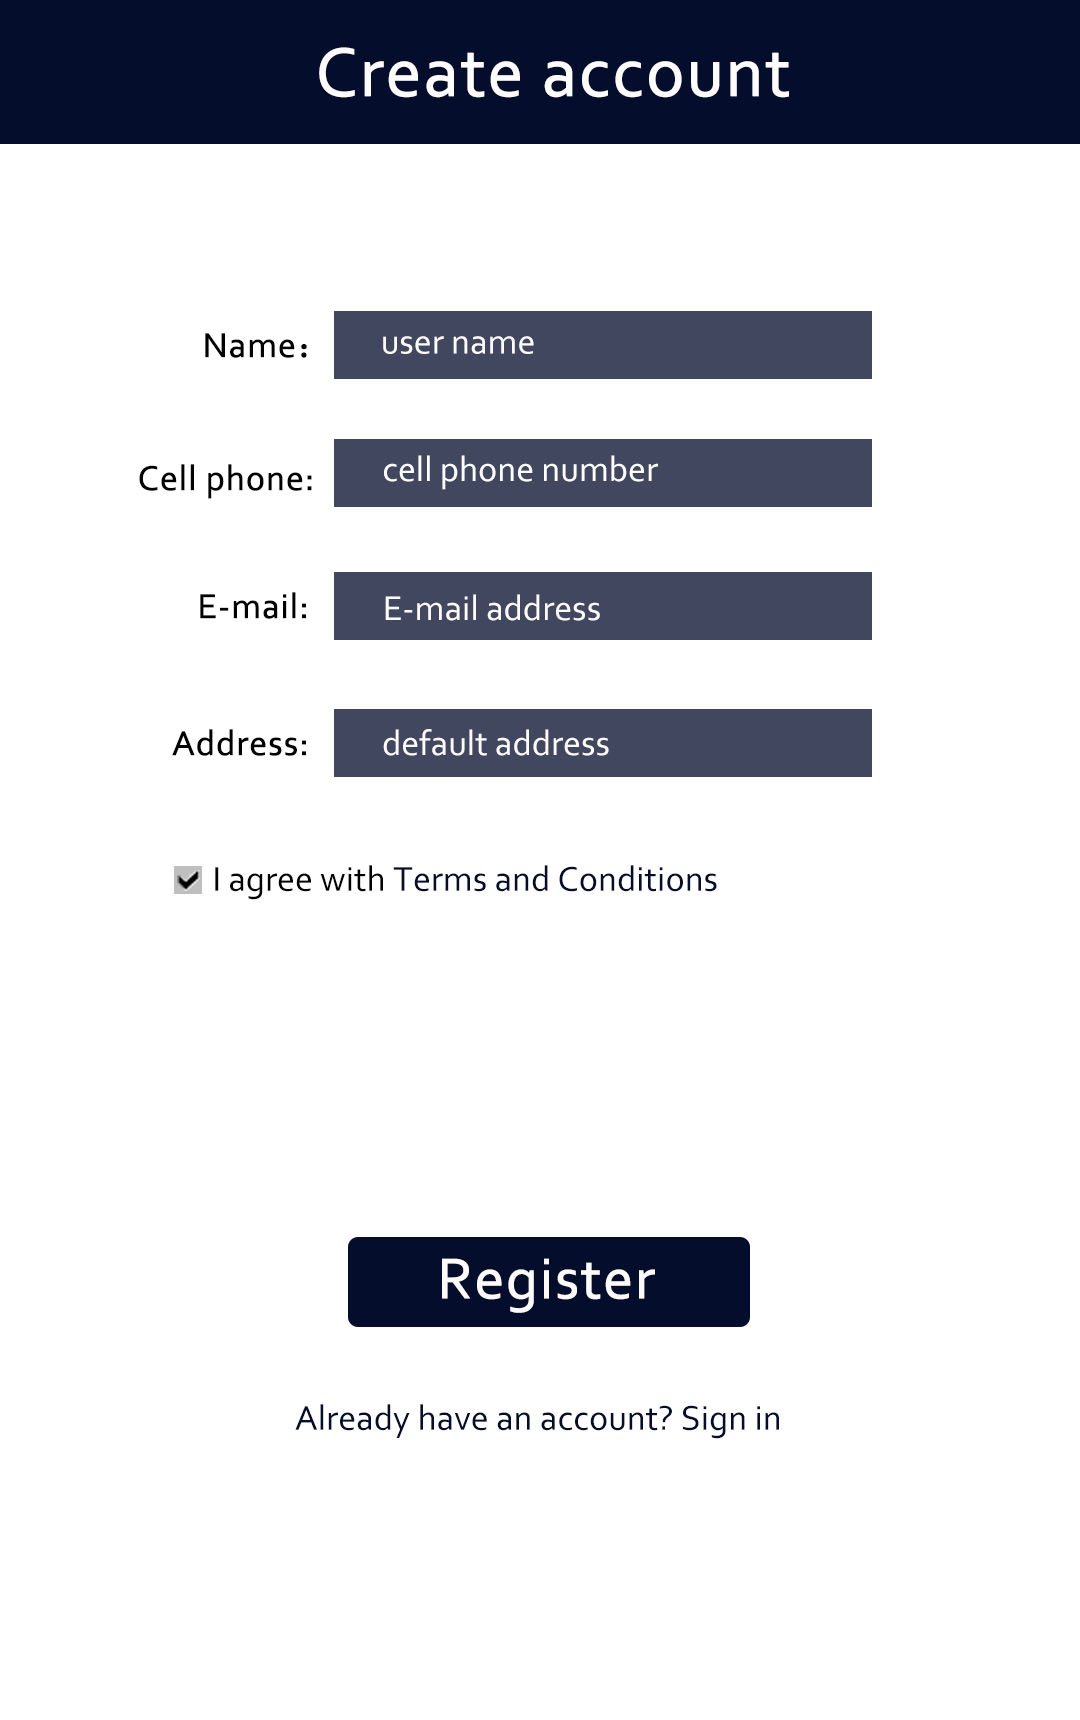 Create account
Name: user name
Cell phone: cell phone number
E-mail: E-mail address
Address: default address
I agree with Terms and Conditions
Register
Already have an account? Sign in